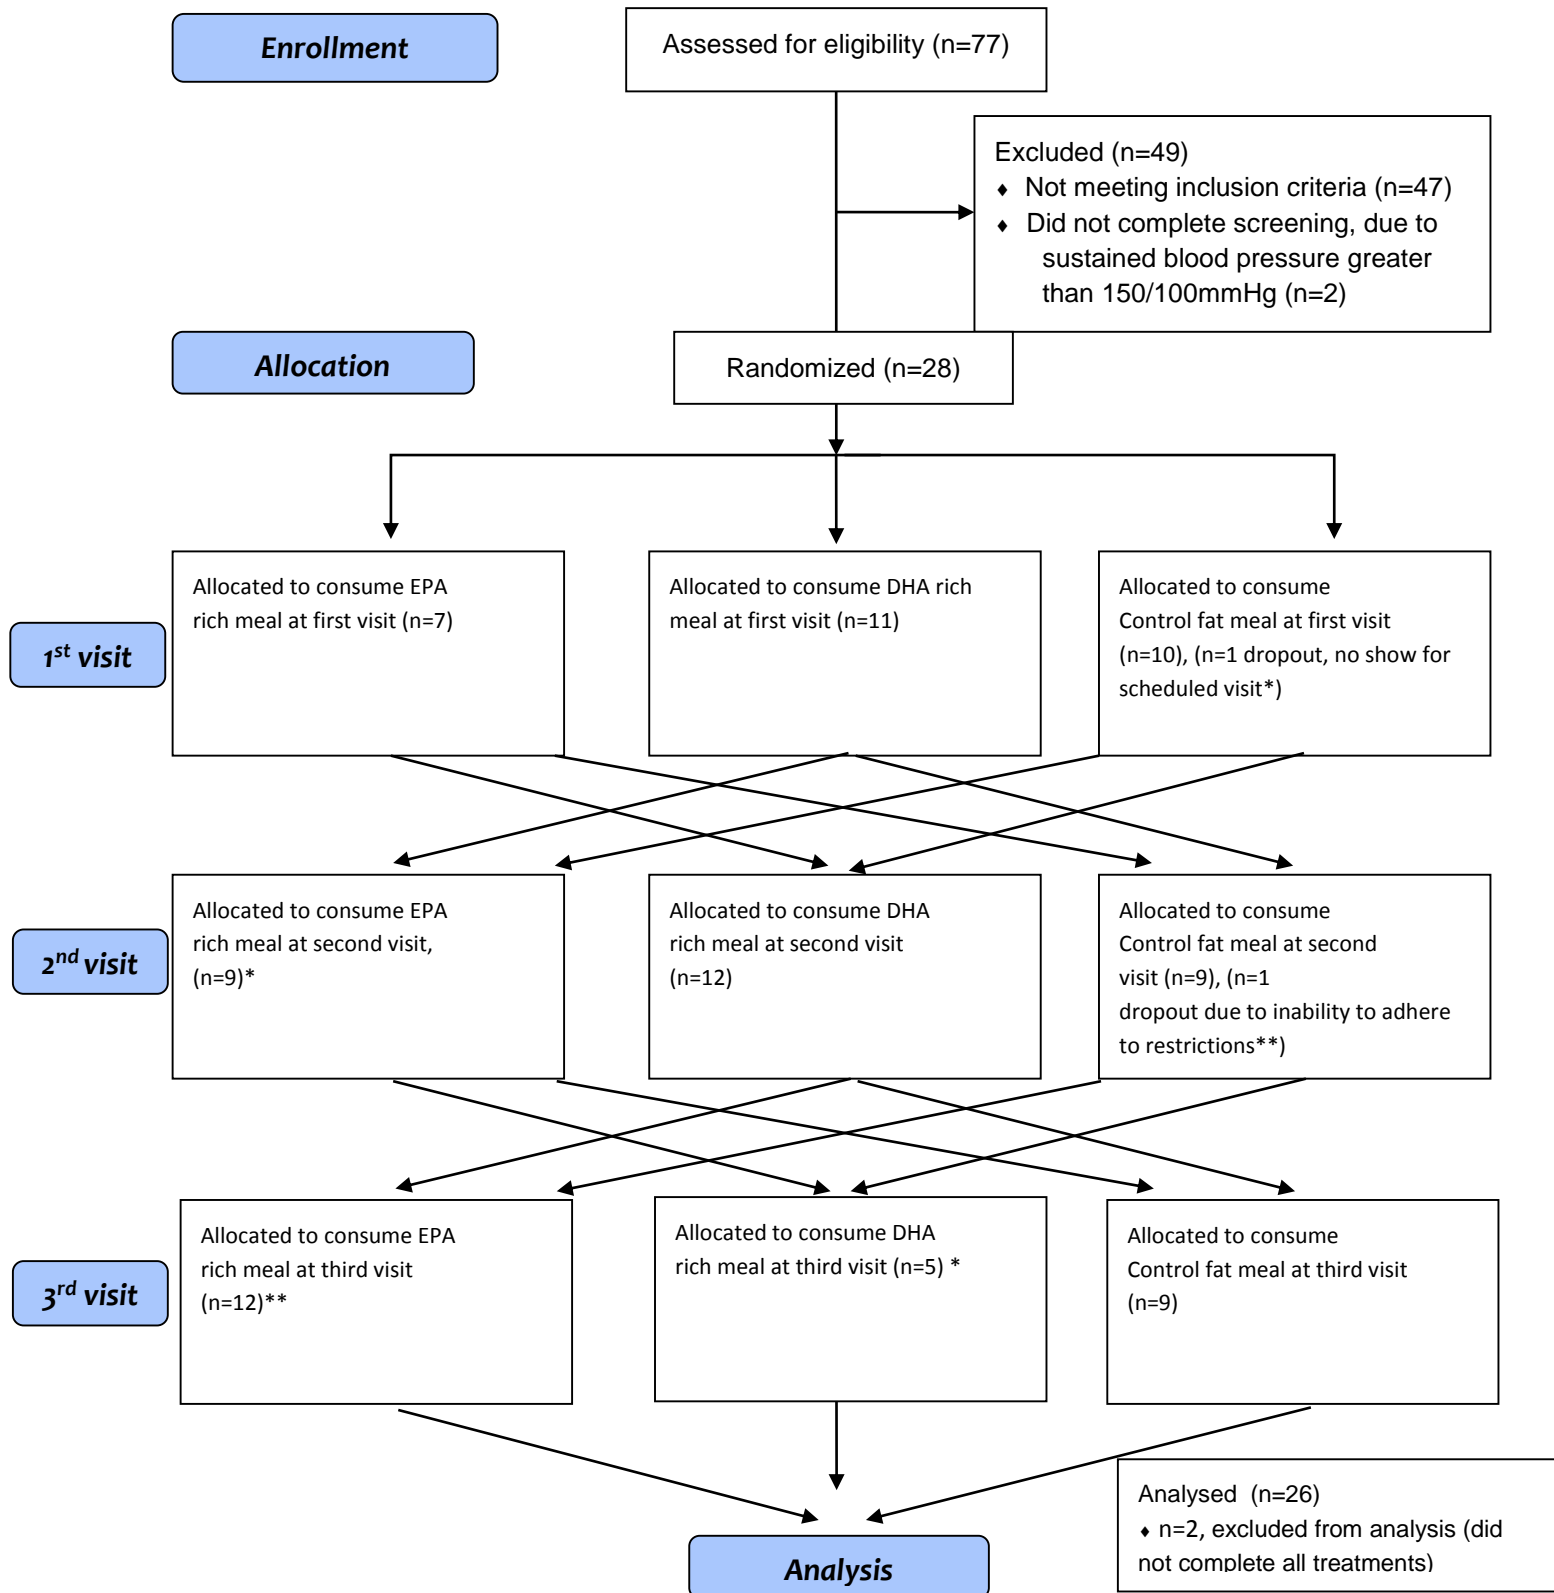 Enrollment
Assessed for eligibility (n=77)
Excluded (n=49)
♦ Not meeting inclusion criteria (n=47)
♦ Did not complete screening, due to
sustained blood pressure greater
than 150/100mmHg (n=2)
Allocation
Randomized (n=28)
1st visit
Allocated to consume EPA
rich meal at first visit (n=7)
Allocated to consume DHA rich
meal at first visit (n=11)
Allocated to consume
Control fat meal at first visit
(n=10), (n=1 dropout, no show for
scheduled visit*)
2nd visit
Allocated to consume EPA
rich meal at second visit,
(n=9)*
Allocated to consume DHA
rich meal at second visit
(n=12)
Allocated to consume
Control fat meal at second
visit (n=9), (n=1
dropout due to inability to adhere
to restrictions**)
3rd visit
Allocated to consume EPA
rich meal at third visit
(n=12)**
Allocated to consume DHA
rich meal at third visit (n=5) *
Allocated to consume
Control fat meal at third visit
(n=9)
Analysis
Analysed (n=26)
♦ n=2, excluded from analysis (did
not complete all treatments)